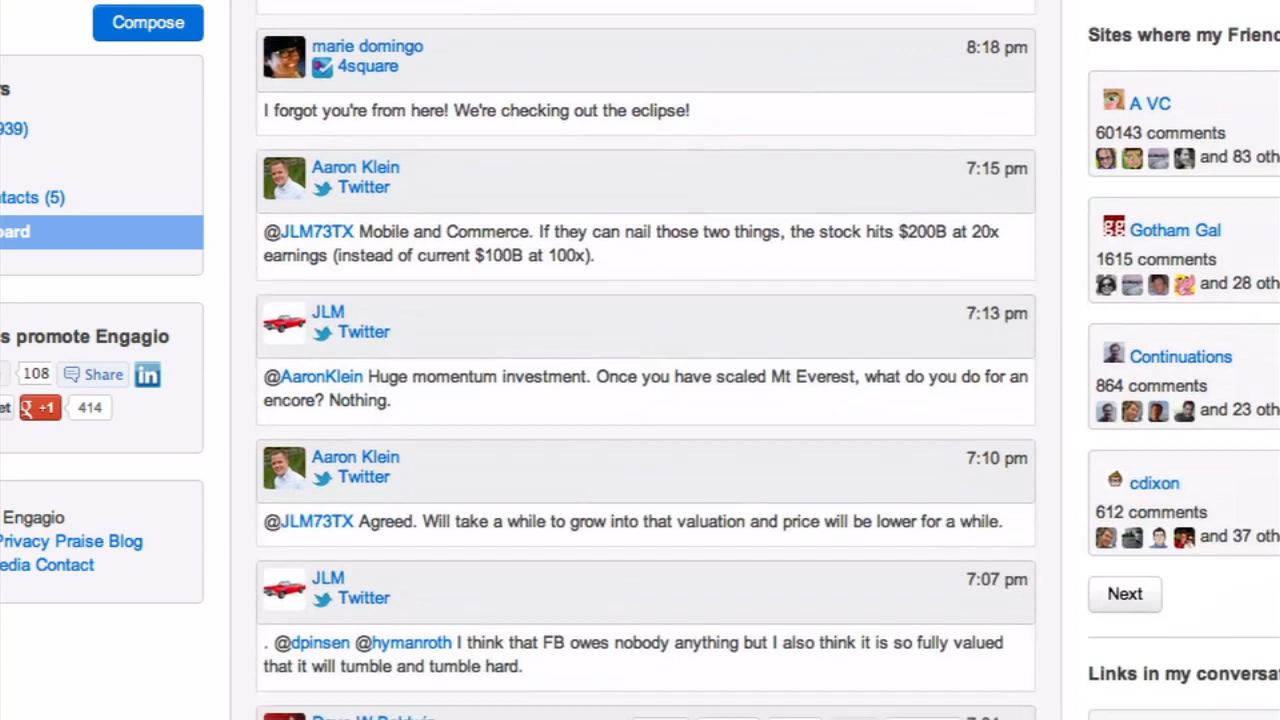 Compose
rs
939)
tacts (5)
oard
s promote Engagio
108
Share
in
et
+1
414
Engagio
Privacy Praise Blog
edia Contact
marie domingo
8:18 pm
4square
I forgot you're from here! We're checking out the eclipse!
Aaron Klein
7:15 pm
Twitter
@JLM73TX Mobile and Commerce. If they can nail those two things, the stock hits $200B at 20x
earnings (instead of current $100B at 100x).
JLM
7:13 pm
Twitter
@AaronKlein Huge momentum investment. Once you have scaled Mt Everest, what do you do for an
encore? Nothing.
Aaron Klein
7:10 pm
Twitter
@JLM73TX Agreed. Will take a while to grow into that valuation and price will be lower for a while.
JLM
7:07 pm
Twitter
. @dpinsen @hymanroth I think that FB owes nobody anything but I also think it is so fully valued
that it will tumble and tumble hard.
Sites where my Friend
A VC
60143 comments
and 83 oth
gg
Gotham Gal
1615 comments
and 28 oth
Continuations
864 comments
and 23 oth
cdixon
612 comments
and 37 oth
Next
Links in my conversa